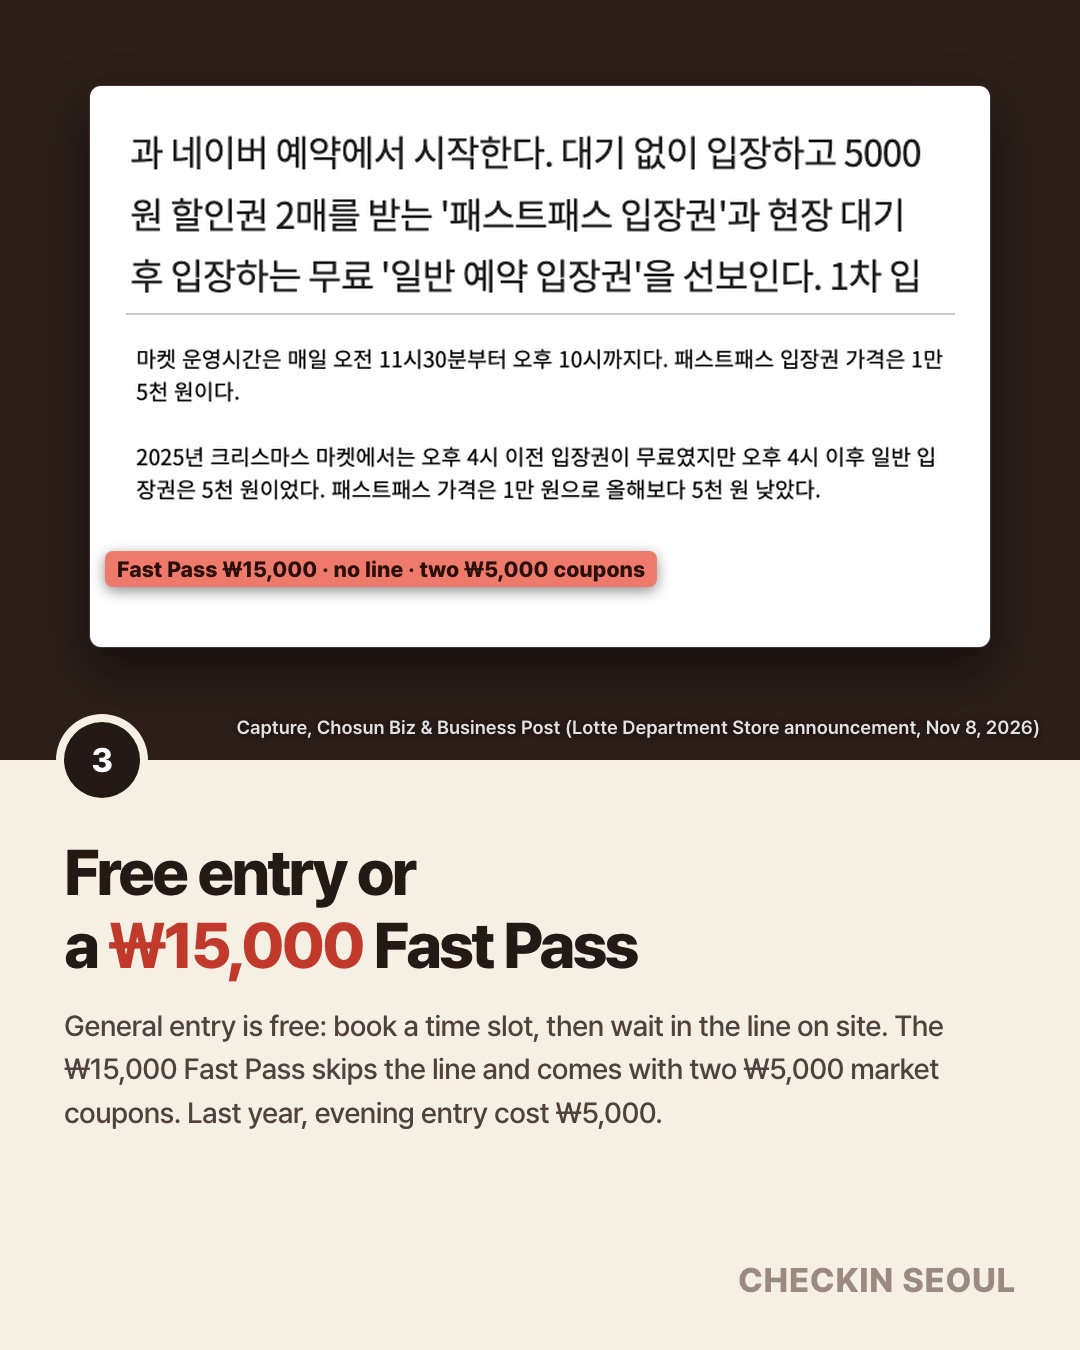 과 네이버 예약에서 시작한다. 대기 없이 입장하고 5000
원 할인권 2매를 받는 '패스트패스 입장권'과 현장 대기
후 입장하는 무료 '일반 예약 입장권'을 선보인다. 1차 입
마켓 운영시간은 매일 오전 11시30분부터 오후 10시까지다. 패스트패스 입장권 가격은 1만
5천 원이다.
2025년 크리스마스 마켓에서는 오후 4시 이전 입장권이 무료였지만 오후 4시 이후 일반 입
장권은 5천 원이었다. 패스트패스 가격은 1만 원으로 올해보다 5천 원 낮았다.
Fast Pass ₩15,000 · no line · two ₩5,000 coupons
Capture, Chosun Biz & Business Post (Lotte Department Store announcement, Nov 8, 2026)
3
Free entry or
a ₩15,000 Fast Pass
General entry is free: book a time slot, then wait in the line on site. The
₩15,000 Fast Pass skips the line and comes with two ₩5,000 market
coupons. Last year, evening entry cost ₩5,000.
CHECKIN SEOUL